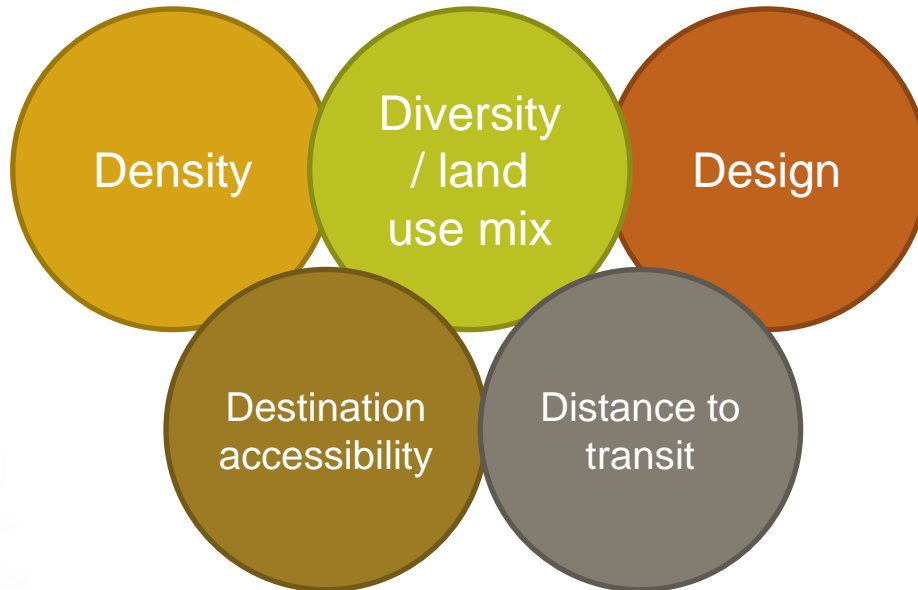 Density
Diversity
/ land
use mix
Design
Destination
accessibility
Distance to
transit